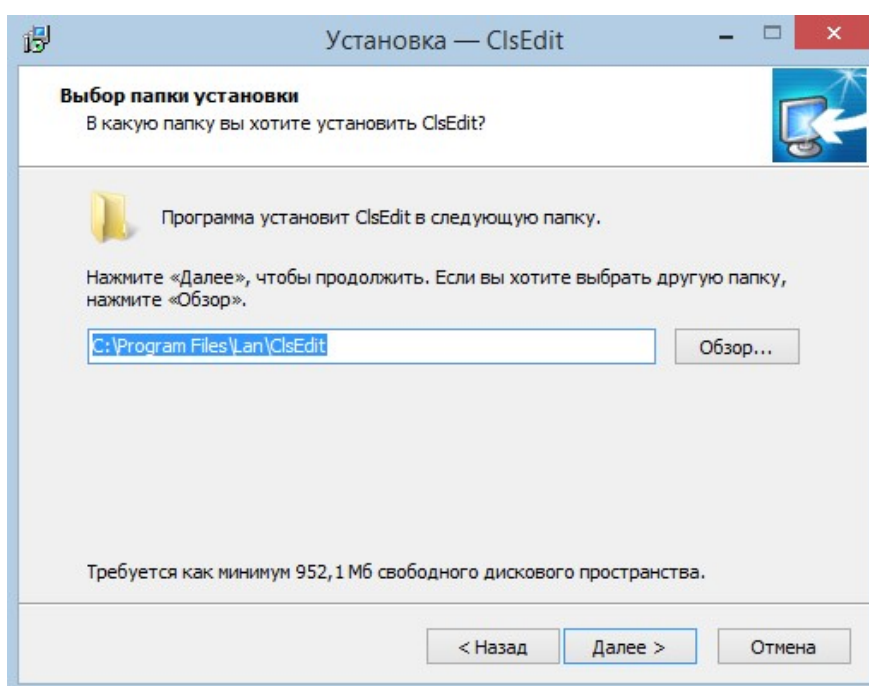 Установка — ClsEdit
Выбор папки установки
В какую папку вы хотите установить ClsEdit?
Программа установит ClsEdit в следующую папку.
Нажмите «Далее», чтобы продолжить. Если вы хотите выбрать другую папку,
нажмите «Обзор».
C:\Program Files\Lan\ClsEdit
Обзор...
Требуется как минимум 952,1 Мб свободного дискового пространства.
< Назад
Далее >
Отмена